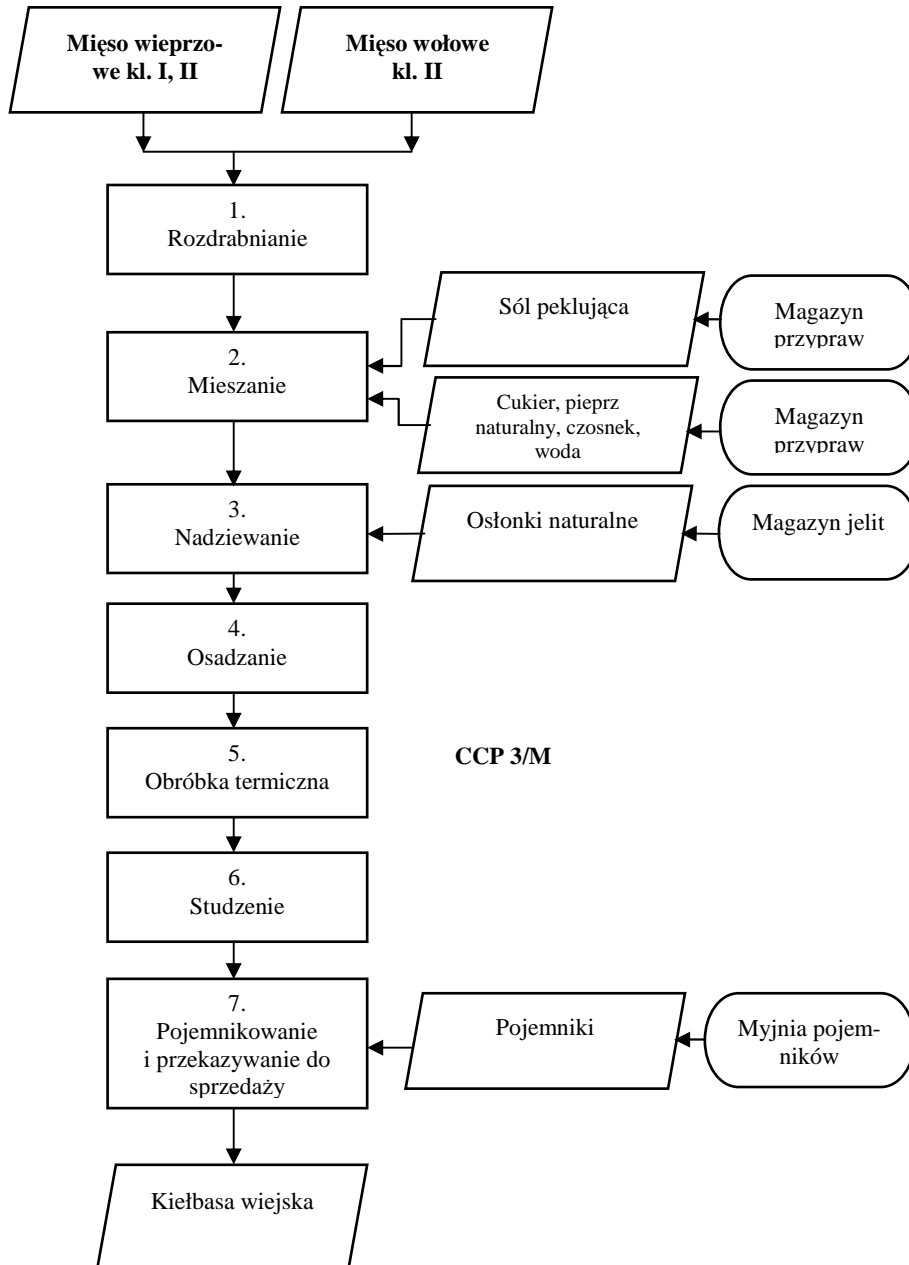 Mięso wieprzo-
we kl. I, II
Mięso wołowe
kl. II
1.
Rozdrabnianie
Sól peklująca
Magazyn
przypraw
2.
Mieszanie
Cukier, pieprz
naturalny, czosnek,
woda
Magazyn
przypraw
3.
Nadziewanie
Osłonki naturalne
Magazyn jelit
4.
Osadzanie
5.
Obróbka termiczna
CCP 3/M
6.
Studzenie
7.
Pojemnikowanie
i przekazywanie do
sprzedaży
Pojemniki
Myjnia pojem-
ników
Kiełbasa wiejska